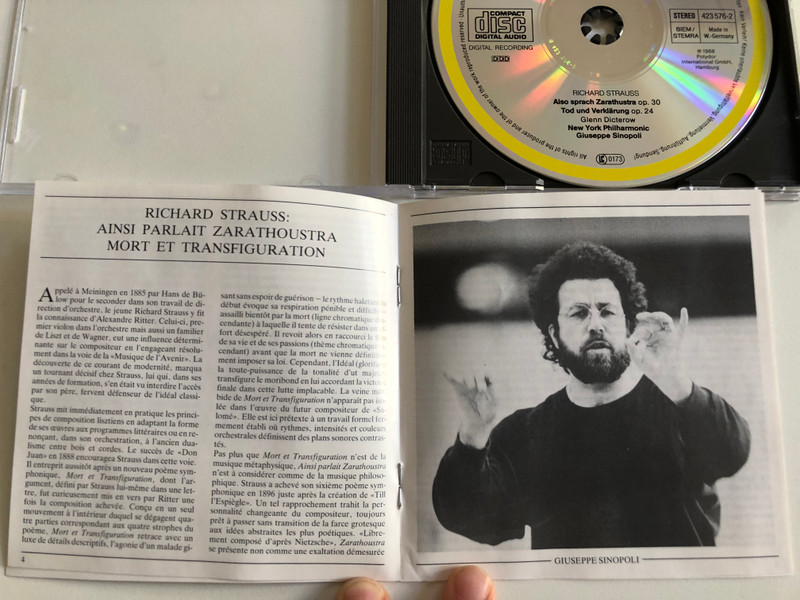 COMPACT
disc
DIGITAL AUDIO
DIGITAL RECORDING
DDD
STEREO
423 576-2
BIEM/
STEMRA
Made in
W.-Germany
℗ 1988
Polydor
International GmbH,
Hamburg
RICHARD STRAUSS
Also sprach Zarathustra op. 30
Tod und Verklärung op. 24
Glenn Dicterow
New York Philharmonic
Giuseppe Sinopoli
LC 0173
All rights of the producer and of the owner of the work reproduced reserved
RICHARD STRAUSS:
AINSI PARLAIT ZARATHOUSTRA
MORT ET TRANSFIGURATION
Appelé à Meiningen en 1885 par Hans de Bü-
low pour le seconder dans son travail de di-
rection d'orchestre, le jeune Richard Strauss y fit
la connaissance d'Alexandre Ritter. Celui-ci, pre-
mier violon dans l'orchestre mais aussi un familier
de Liszt et de Wagner, eut une influence détermi-
nante sur le compositeur en l'engageant résolu-
ment dans la voie de la «Musique de l'Avenir». La
découverte de ce courant de modernité, marqua
un tournant décisif chez Strauss, lui qui, dans ses
années de formation, s'en était vu interdire l'accès
par son père, fervent défenseur de l'idéal classi-
que.
Strauss mit immédiatement en pratique les princi-
pes de composition lisztiens en adaptant la forme
de ses œuvres aux programmes littéraires ou en re-
nonçant, dans son orchestration, à l'ancien dua-
lisme entre bois et cordes. Le succès de «Don
Juan» en 1888 encouragea Strauss dans cette voie.
Il entreprit aussitôt après un nouveau poème sym-
phonique, Mort et Transfiguration, dont l'ar-
gument, défini par Strauss lui-même dans une let-
tre, fut curieusement mis en vers par Ritter une
fois la composition achevée. Conçu en un seul
mouvement à l'intérieur duquel se dégagent qua-
tre parties correspondant aux quatre strophes du
poème, Mort et Transfiguration retrace avec un
luxe de détails descriptifs, l'agonie d'un malade gi-
4
sant sans espoir de guérison – le rythme haletant
début évoque sa respiration pénible et diffici
assailli bientôt par la mort (ligne chromatique
cendante) à laquelle il tente de résister dans
fort désespéré. Il revoit alors en raccourci le
de sa vie et de ses passions (thème chromatique
cendant) avant que la mort ne vienne définiti
ment imposer sa loi. Cependant, l'Idéal (glorifié
la toute-puissance de la tonalité d'ut majeur
transfigure le moribond en lui accordant la victoire
finale dans cette lutte implacable. La veine mor
bide de Mort et Transfiguration n'apparaît pas iso
lée dans l'œuvre du futur compositeur de «Sa-
lomé». Elle est ici prétexte à un travail formel fer-
mement établi où rythmes, intensités et couleurs
orchestrales définissent des plans sonores contras-
tés.
Pas plus que Mort et Transfiguration n'est de la
musique métaphysique, Ainsi parlait Zarathoustra
n'est à considérer comme de la musique philoso-
phique. Strauss a achevé son sixième poème sym-
phonique en 1896 juste après la création de «Till
l'Espiègle». Un tel rapprochement trahit la per-
sonnalité changeante du compositeur, toujours
prêt à passer sans transition de la farce grotesque
aux idées abstraites les plus poétiques. «Libre-
ment composé d'après Nietzsche», Zarathoustra
se présente non comme une exaltation démesurée
GIUSEPPE SINOPOLI